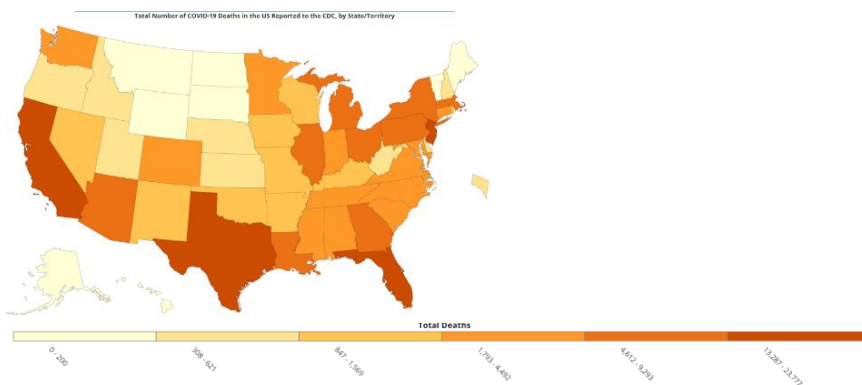 Total Number of COVID-19 Deaths in the US Reported to the CDC, by State/Territory
Total Deaths
0 - 200
308 - 621
847 - 1,569
1,793 - 4,492
4,612 - 9,293
13,287 - 23,777